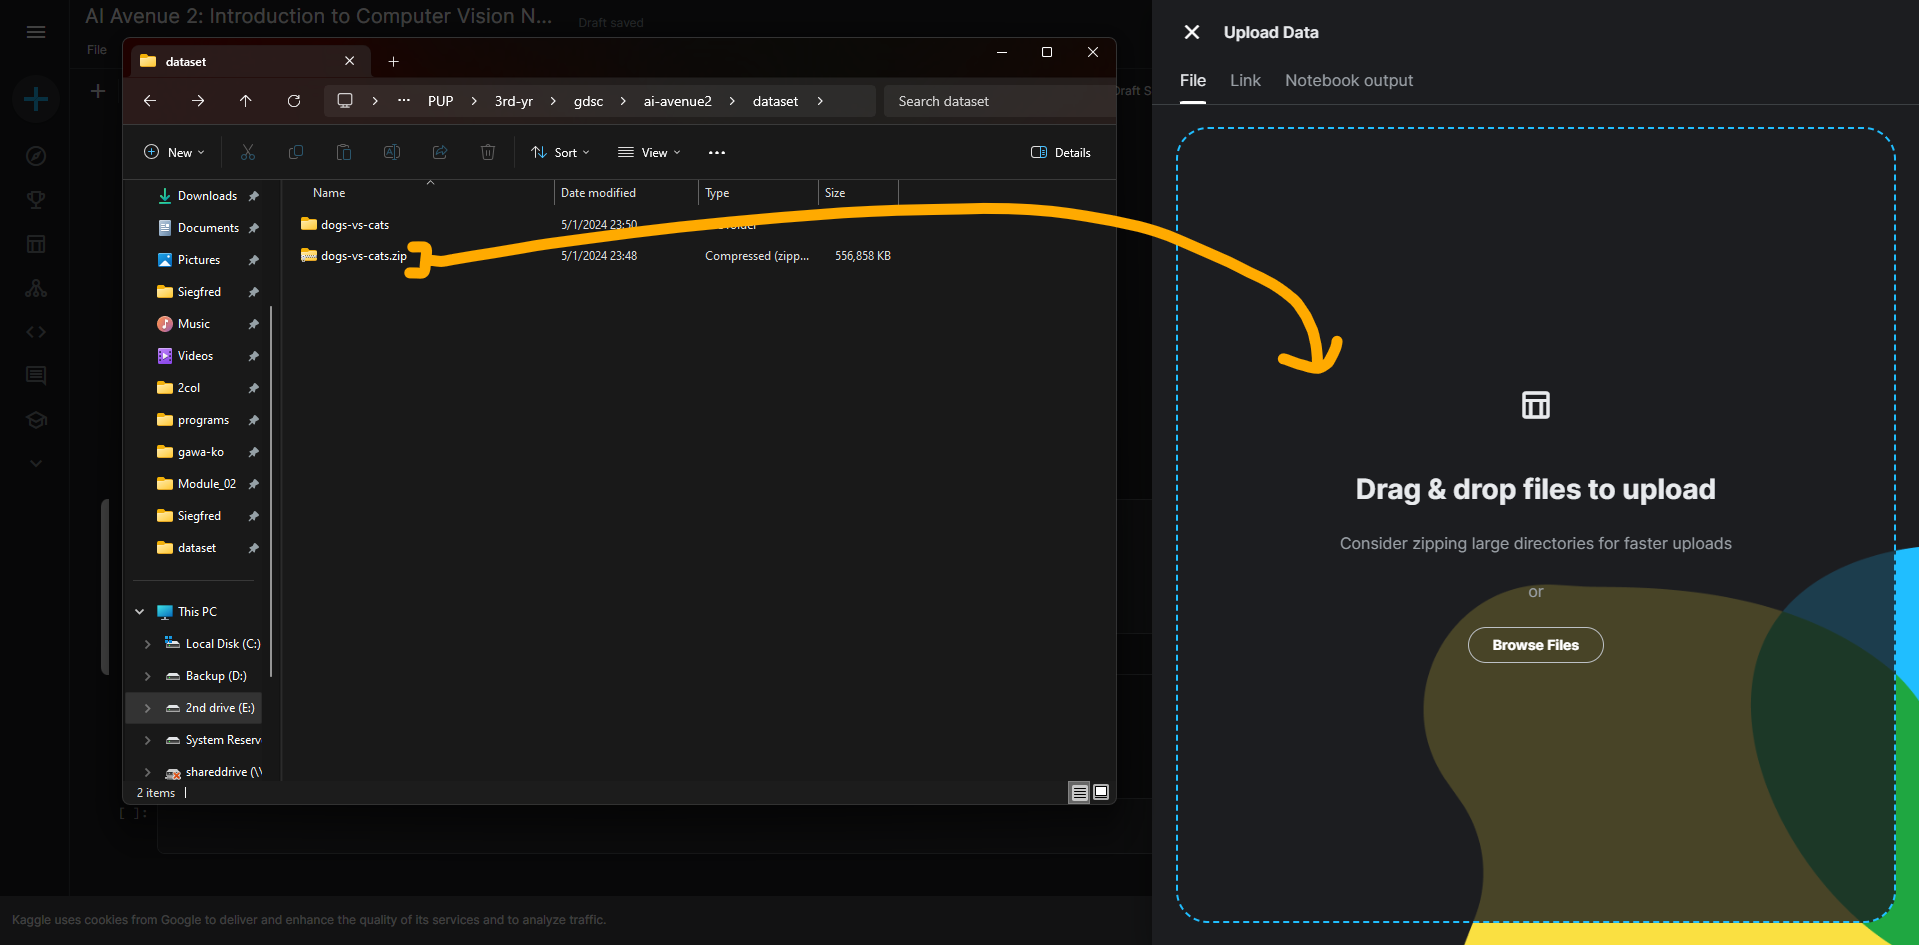 AI Avenue 2: Introduction to Computer Vision N...
Draft saved
File
dataset
PUP
3rd-yr
gdsc
ai-avenue2
dataset
Search dataset
Draft S
New
Sort
View
Details
Name
Date modified
Type
Size
dogs-vs-cats
5/1/2024 23:50
dogs-vs-cats.zip
5/1/2024 23:48
Compressed (zipp...
556,858 KB
Downloads
Documents
Pictures
Siegfred
Music
Videos
2col
programs
gawa-ko
Module_02
Siegfred
dataset
This PC
Local Disk (C:)
Backup (D:)
2nd drive (E:)
System Reserv
shareddrive (\\
2 items
[ ]:
Kaggle uses cookies from Google to deliver and enhance the quality of its services and to analyze traffic.
Upload Data
File
Link
Notebook output
Drag & drop files to upload
Consider zipping large directories for faster uploads
or
Browse Files